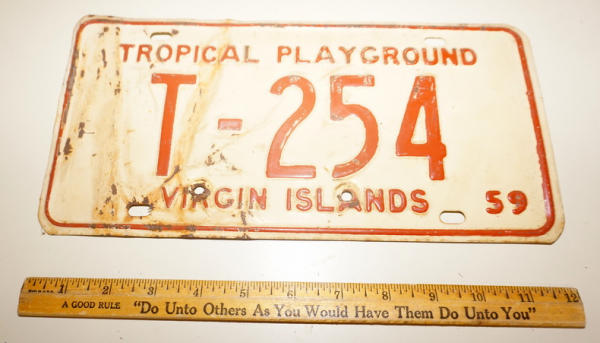 TROPICAL PLAYGROUND
T-254
VIRGIN ISLANDS 59
1 2 3 4 5 6 7 8 9 10 11 12
A GOOD RULE "Do Unto Others As You Would Have Them Do Unto You"